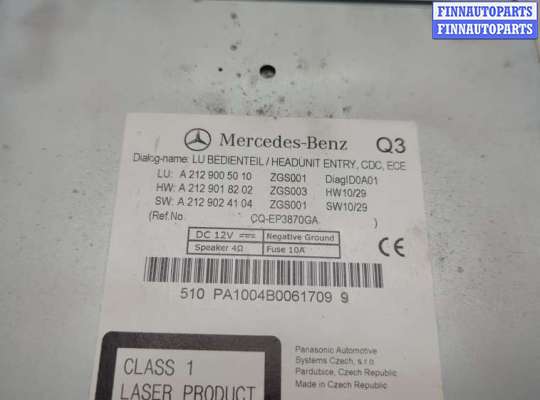 FINNAUTOPARTS
FINNAUTOPARTS
Mercedes-Benz Q3
Dialog-name: LU BEDIENTEIL / HEADUNIT ENTRY, CDC, ECE
LU: A 212 900 50 10 ZGS001 DiagID0A01
HW: A 212 901 82 02 ZGS003 HW10/29
SW: A 212 902 41 04 ZGS001 SW10/29
(Ref.No. CQ-EP3870GA )
DC 12V Negative Ground
Speaker 4Ω Fuse 10A
CE
510 PA1004B0061709 9
CLASS 1
LASER PRODUCT
Panasonic Automotive
Systems Czech, s.r.o.
Pardubice, Czech Republic
Made in Czech Republic